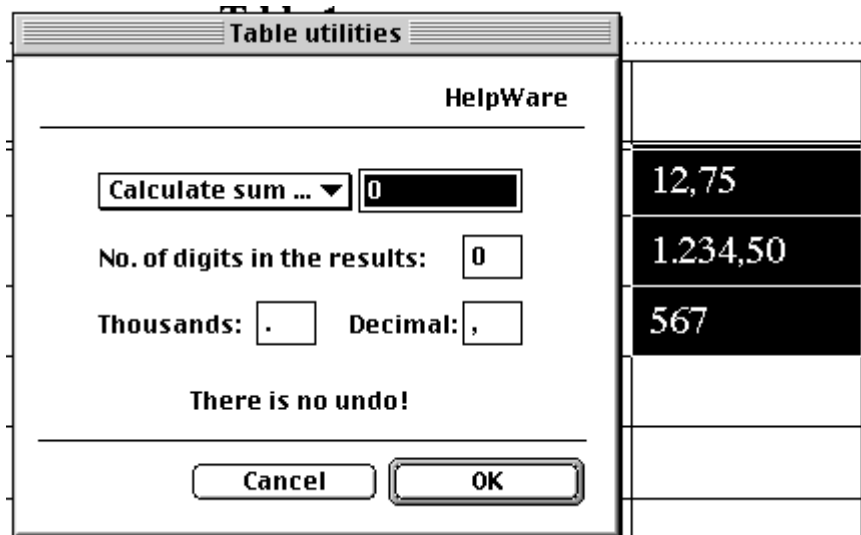 Table utilities
HelpWare
Calculate sum ... 0
No. of digits in the results: 0
Thousands: . Decimal: ,
There is no undo!
Cancel OK
12,75
1.234,50
567